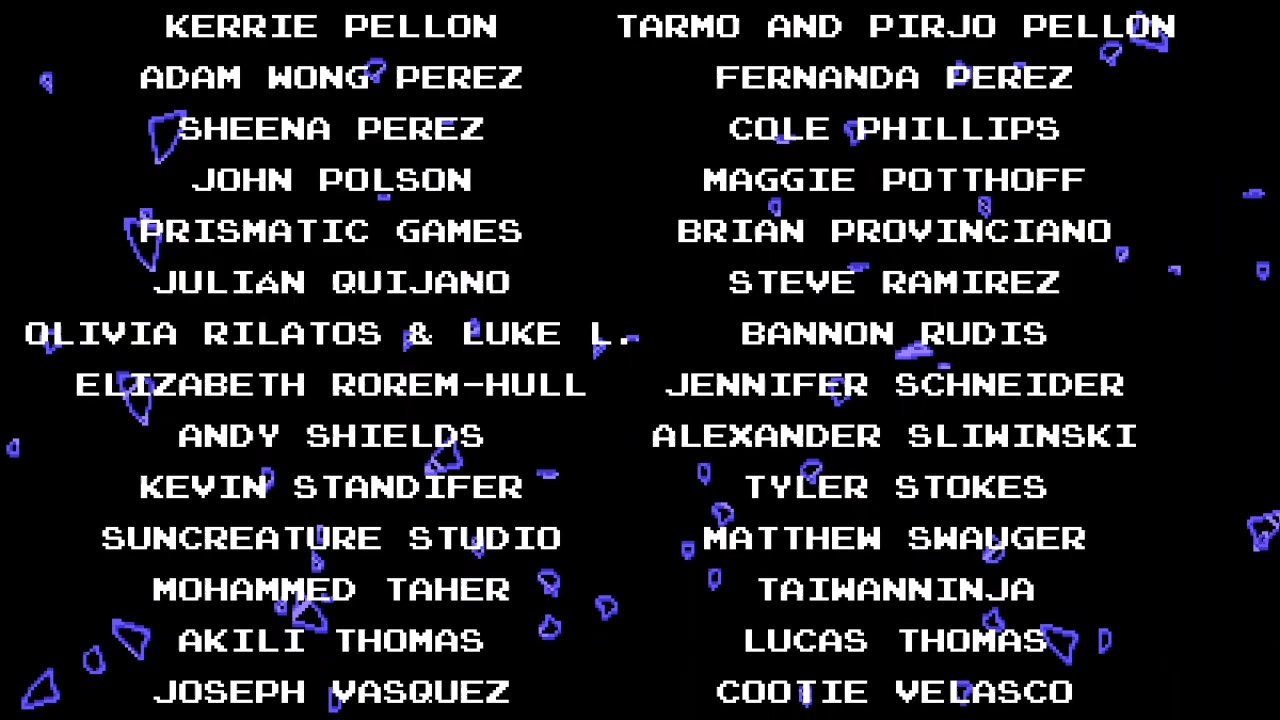 KERRIE PELLON TARMO AND PIRJO PELLON
ADAM WONG PEREZ FERNANDA PEREZ
SHEENA PEREZ COLE PHILLIPS
JOHN POLSON MAGGIE POTTHOFF
PRISMATIC GAMES BRIAN PROVINCIANO
JULIáN QUIJANO STEVE RAMIREZ
OLIVIA RILATOS & LUKE L. BANNON RUDIS
ELIZABETH ROREM-HULL JENNIFER SCHNEIDER
ANDY SHIELDS ALEXANDER SLIWINSKI
KEVIN STANDIFER TYLER STOKES
SUNCREATURE STUDIO MATTHEW SWAUGER
MOHAMMED TAHER TAIWANNINJA
AKILI THOMAS LUCAS THOMAS
JOSEPH VASQUEZ COOTIE VELASCO